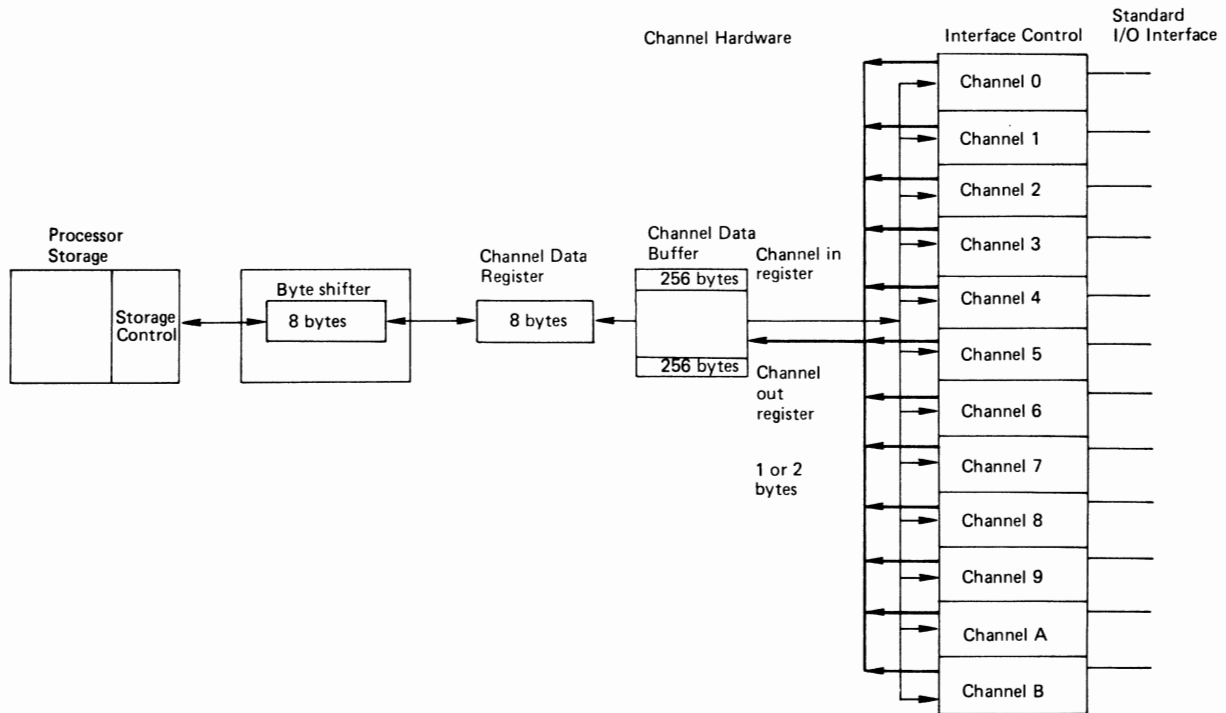 Channel Hardware
Interface Control
Standard
I/O Interface
Processor
Storage
Storage
Control
Byte shifter
8 bytes
Channel Data
Register
8 bytes
Channel Data
Buffer
256 bytes
256 bytes
Channel in
register
Channel
out
register
1 or 2
bytes
Channel 0
Channel 1
Channel 2
Channel 3
Channel 4
Channel 5
Channel 6
Channel 7
Channel 8
Channel 9
Channel A
Channel B